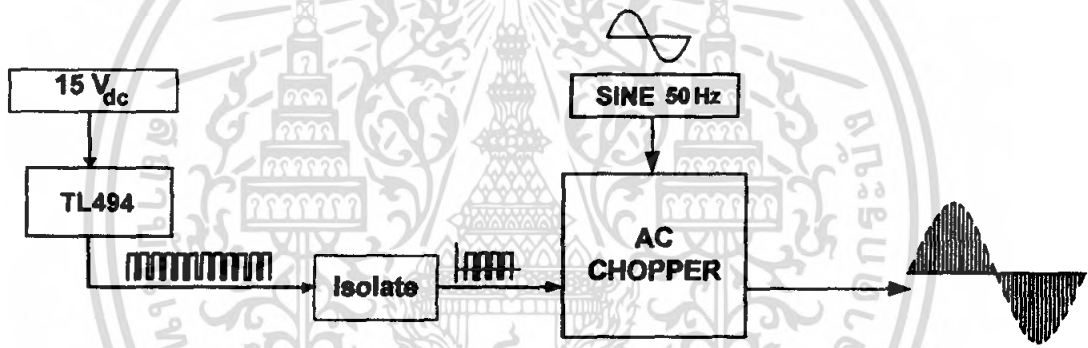 15 Vdc
SINE 50 Hz
TL494
AC
CHOPPER
Isolate